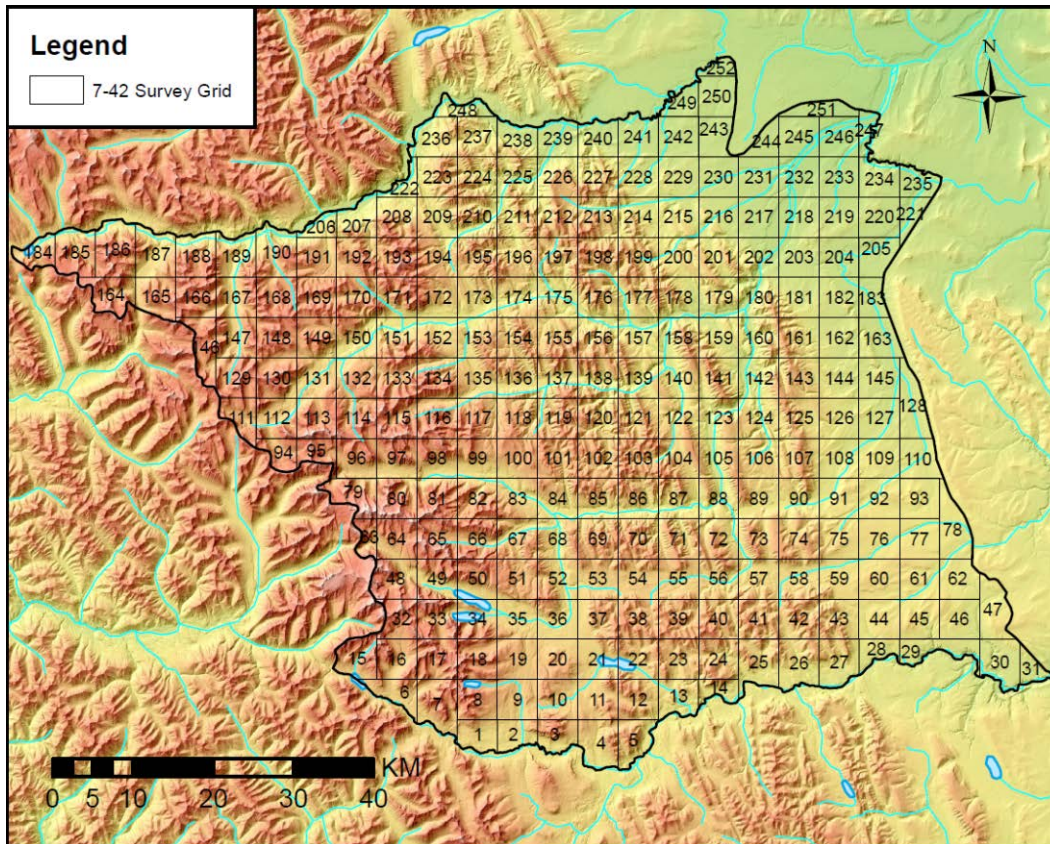 Legend
7-42 Survey Grid
N
252
248 249 250 251
236 237 238 239 240 241 242 243 244 245 246 247
222 223 224 225 226 227 228 229 230 231 232 233 234 235
206 207 208 209 210 211 212 213 214 215 216 217 218 219 220 221
184 185 186 187 188 189 190 191 192 193 194 195 196 197 198 199 200 201 202 203 204 205
164 165 166 167 168 169 170 171 172 173 174 175 176 177 178 179 180 181 182 183
146 147 148 149 150 151 152 153 154 155 156 157 158 159 160 161 162 163
129 130 131 132 133 134 135 136 137 138 139 140 141 142 143 144 145
111 112 113 114 115 116 117 118 119 120 121 122 123 124 125 126 127 128
94 95 96 97 98 99 100 101 102 103 104 105 106 107 108 109 110
79 80 81 82 83 84 85 86 87 88 89 90 91 92 93
63 64 65 66 67 68 69 70 71 72 73 74 75 76 77 78
48 49 50 51 52 53 54 55 56 57 58 59 60 61 62
32 33 34 35 36 37 38 39 40 41 42 43 44 45 46 47
15 16 17 18 19 20 21 22 23 24 25 26 27 28 29 30 31
6 7 8 9 10 11 12 13 14
1 2 3 4 5
KM
0 5 10 20 30 40